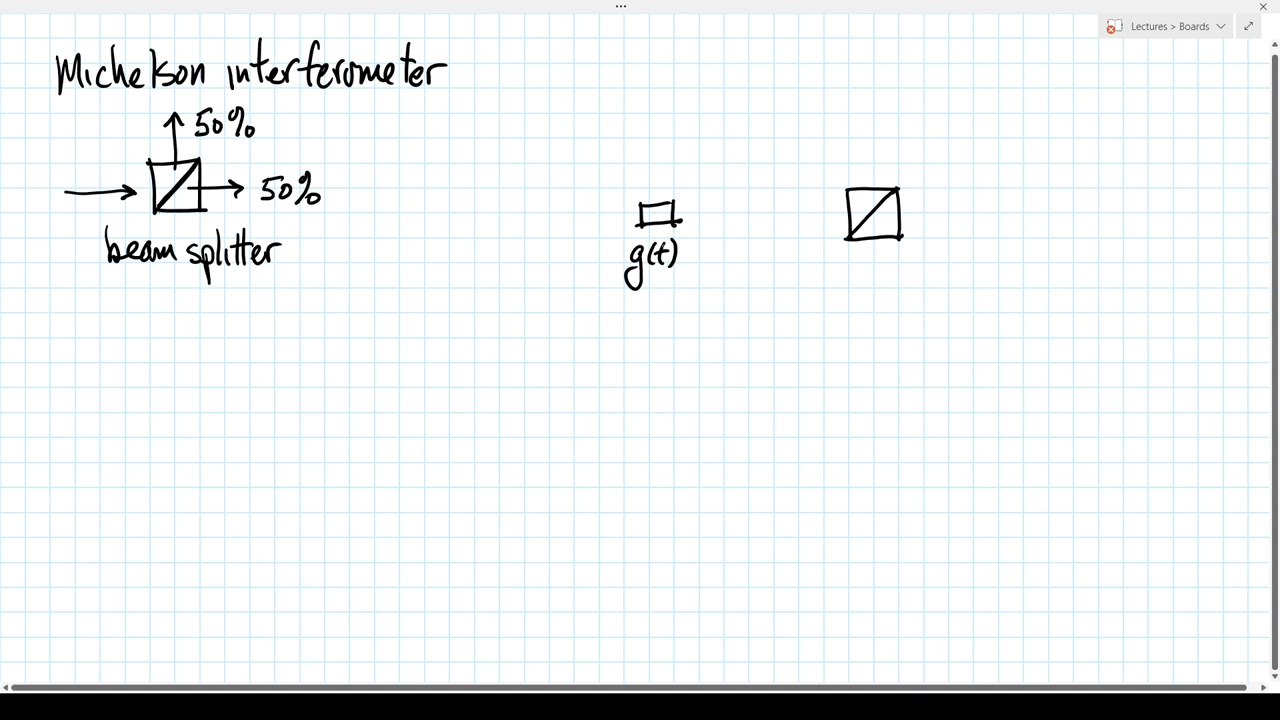 Lectures > Boards
Michelson interferometer
50%
50%
beam splitter
g(t)